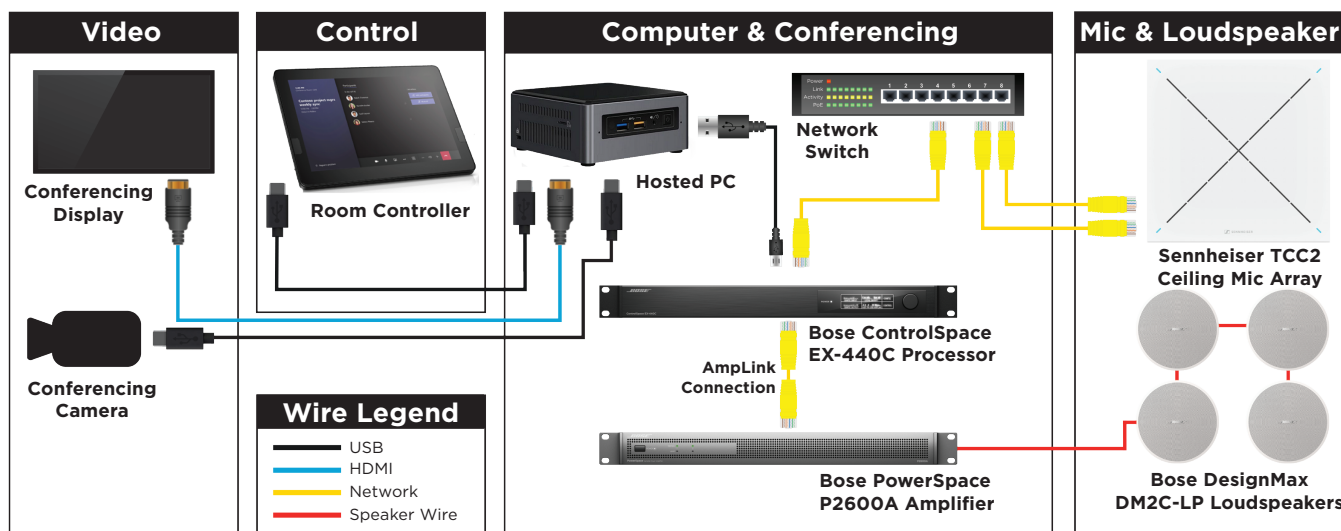 Video
Control
Computer & Conferencing
Mic & Loudspeaker
Conferencing
Display
Room Controller
Hosted PC
Power
Link
Activity
PoE
1 2 3 4 5 6 7 8
Network
Switch
Sennheiser TCC2
Ceiling Mic Array
Conferencing
Camera
BOSE
Bose ControlSpace
EX-440C Processor
AmpLink
Connection
Wire Legend
USB
HDMI
Network
Speaker Wire
Bose PowerSpace
P2600A Amplifier
Bose DesignMax
DM2C-LP Loudspeakers